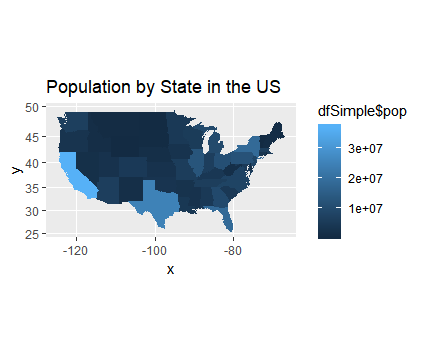 Population by State in the US
50
45
40
35
30
25
y
-120
-100
-80
x
dfSimple$pop
3e+07
2e+07
1e+07